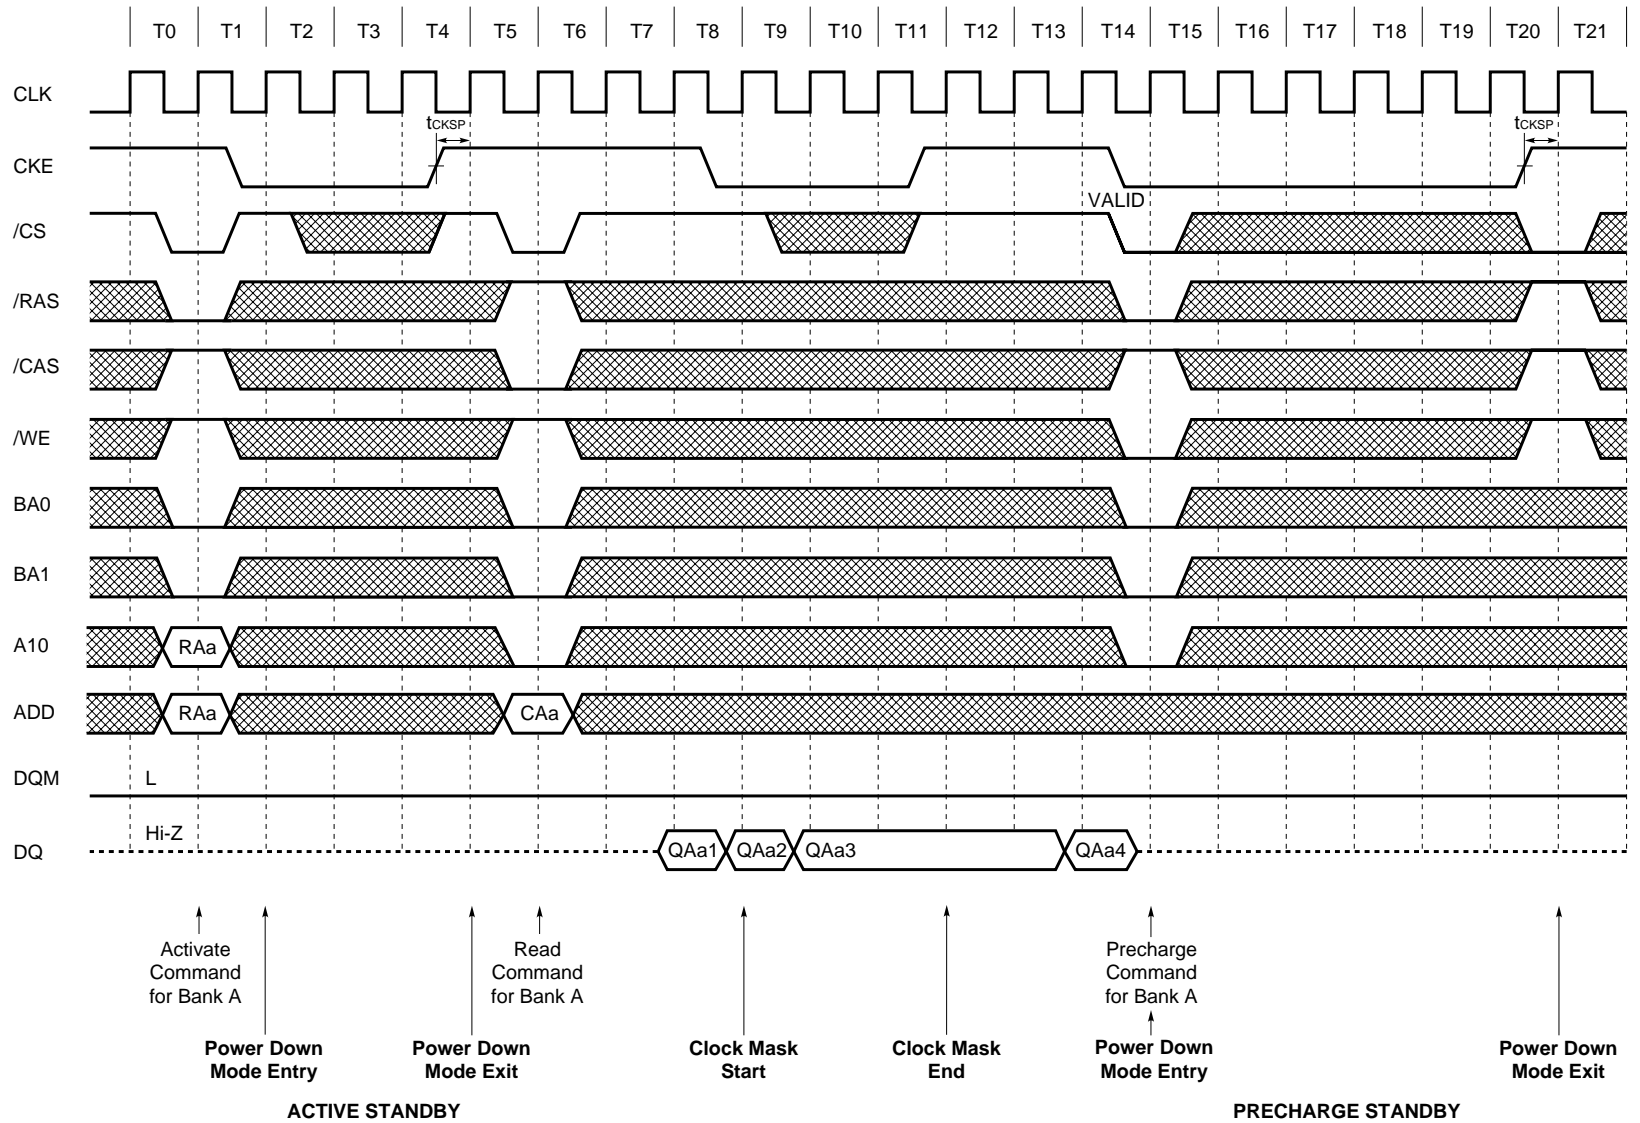 T0 T1 T2 T3 T4 T5 T6 T7 T8 T9 T10 T11 T12 T13 T14 T15 T16 T17 T18 T19 T20 T21
CLK
tCKSP tCKSP
CKE
VALID
/CS
/RAS
/CAS
/WE
BA0
BA1
A10 RAa
ADD RAa CAa
DQM L
Hi-Z
DQ QAa1 QAa2 QAa3 QAa4
Activate
Command
for Bank A
Read
Command
for Bank A
Precharge
Command
for Bank A
Power Down
Mode Entry
Power Down
Mode Exit
Clock Mask
Start
Clock Mask
End
Power Down
Mode Entry
Power Down
Mode Exit
ACTIVE STANDBY
PRECHARGE STANDBY